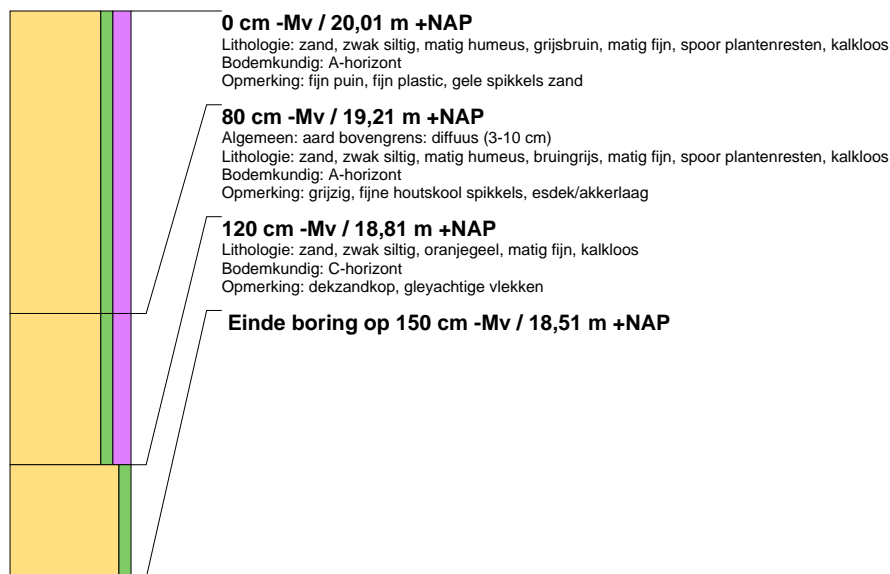 0 cm -Mv / 20,01 m +NAP
Lithologie: zand, zwak siltig, matig humeus, grijsbruin, matig fijn, spoor plantenresten, kalkloos
Bodemkundig: A-horizont
Opmerking: fijn puin, fijn plastic, gele spikkels zand
80 cm -Mv / 19,21 m +NAP
Algemeen: aard bovengrens: diffuus (3-10 cm)
Lithologie: zand, zwak siltig, matig humeus, bruingrijs, matig fijn, spoor plantenresten, kalkloos
Bodemkundig: A-horizont
Opmerking: grijzig, fijne houtskool spikkels, esdek/akkerlaag
120 cm -Mv / 18,81 m +NAP
Lithologie: zand, zwak siltig, oranjegeel, matig fijn, kalkloos
Bodemkundig: C-horizont
Opmerking: dekzandkop, gleyachtige vlekken
Einde boring op 150 cm -Mv / 18,51 m +NAP